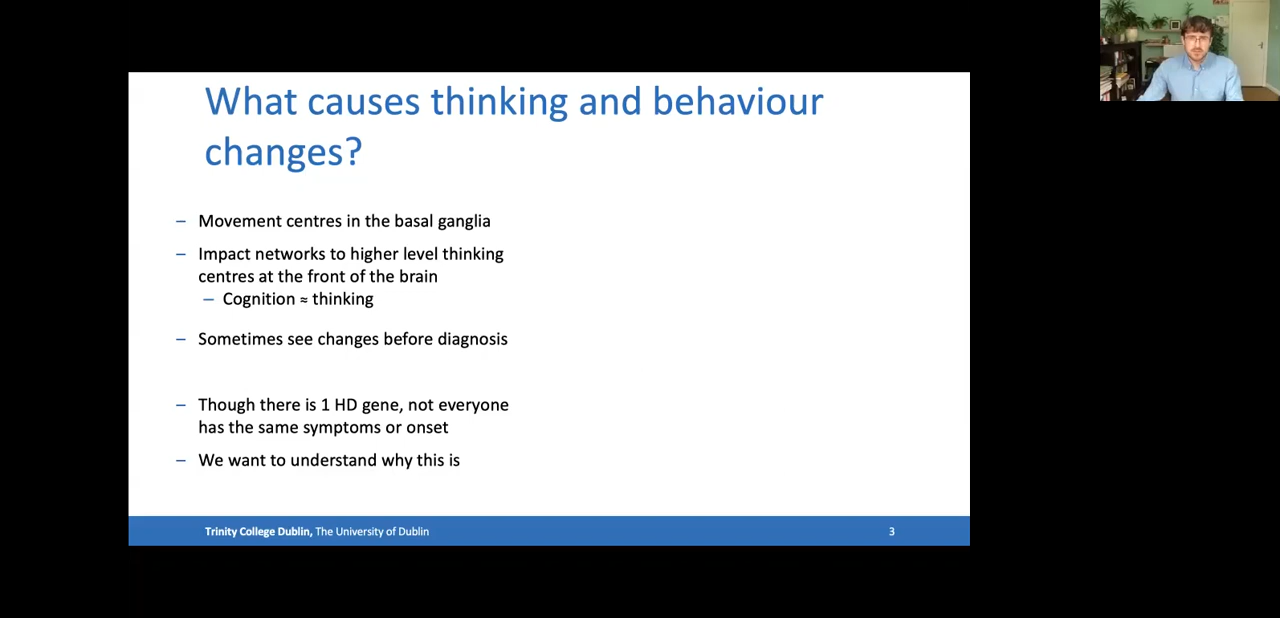 What causes thinking and behaviour
changes?
– Movement centres in the basal ganglia
– Impact networks to higher level thinking
centres at the front of the brain
– Cognition ≈ thinking
– Sometimes see changes before diagnosis
– Though there is 1 HD gene, not everyone
has the same symptoms or onset
– We want to understand why this is
Trinity College Dublin, The University of Dublin
3